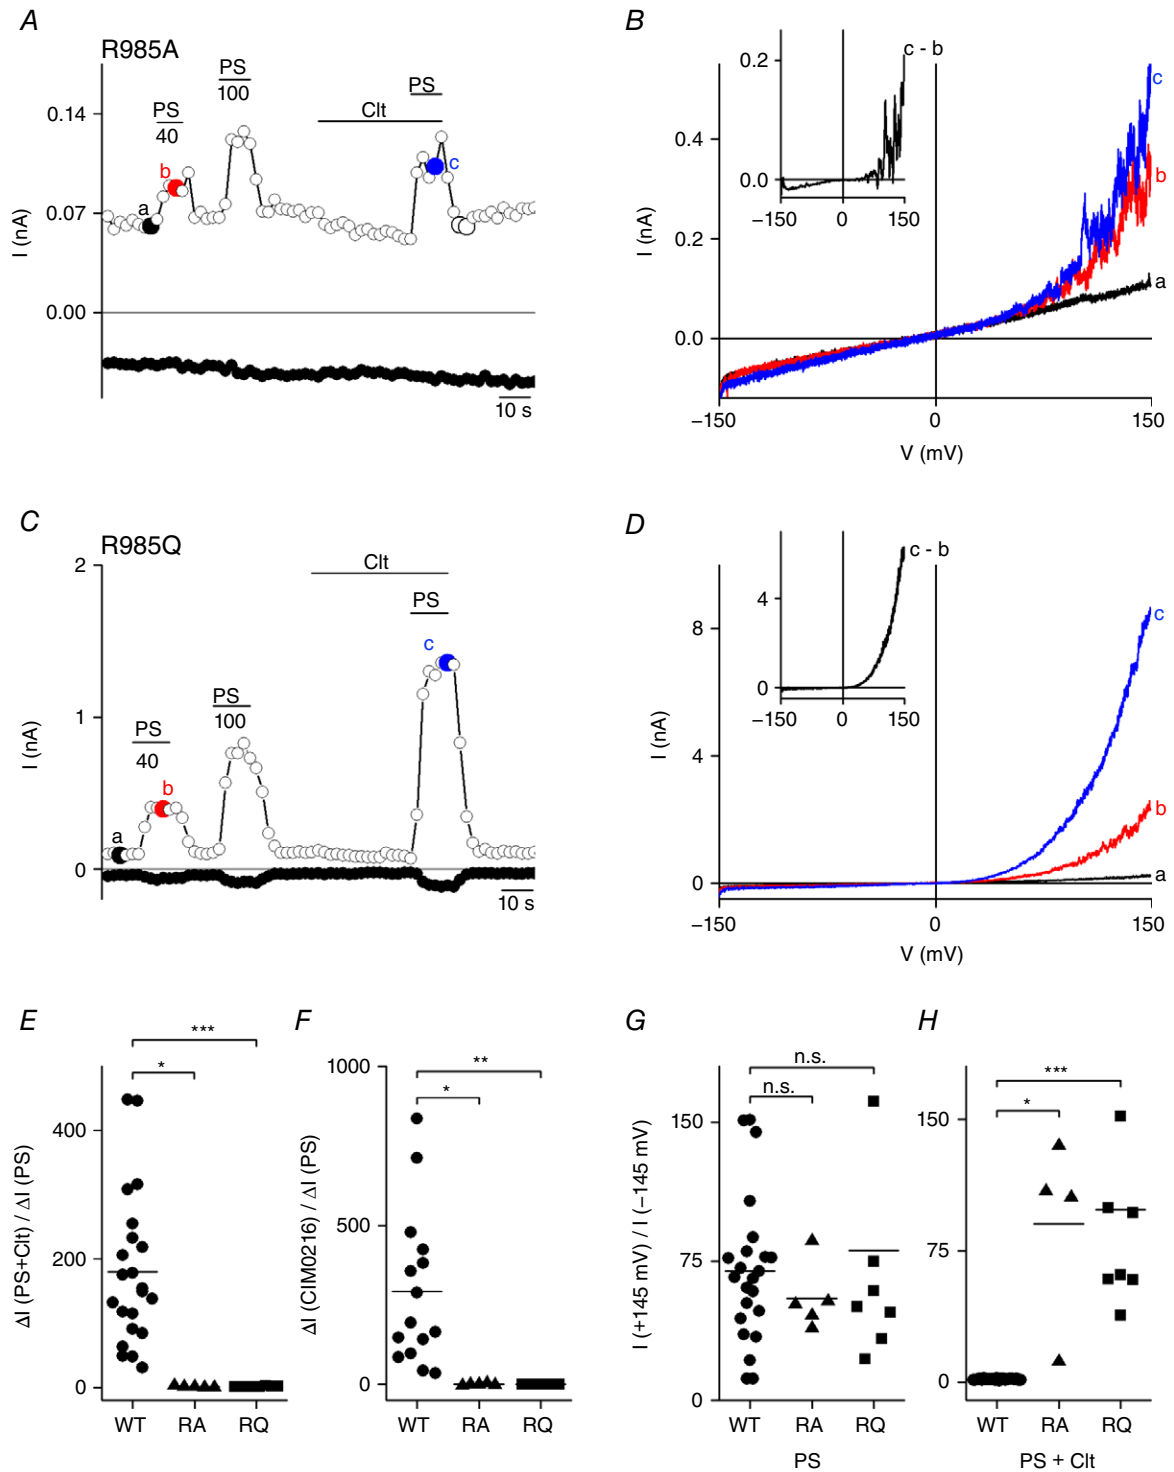 A
R985A
PS
40
PS
100
Clt
PS
0.14
0.07
0.00
I (nA)
a
b
c
10 s
B
c - b
0.2
0.0
−150
0
150
0.4
0.2
0.0
I (nA)
c
b
a
−150
0
150
V (mV)
C
R985Q
PS
40
PS
100
Clt
PS
2
1
0
I (nA)
a
b
c
10 s
D
c - b
4
0
−150
0
150
8
4
0
I (nA)
c
b
a
−150
0
150
V (mV)
E
***
*
400
200
0
ΔI (PS+Clt) / ΔI (PS)
WT
RA
RQ
F
**
*
1000
500
0
ΔI (CIM0216) / ΔI (PS)
WT
RA
RQ
G
n.s.
n.s.
150
75
0
I (+145 mV) / I (−145 mV)
WT
RA
RQ
PS
H
***
*
150
75
0
WT
RA
RQ
PS + Clt